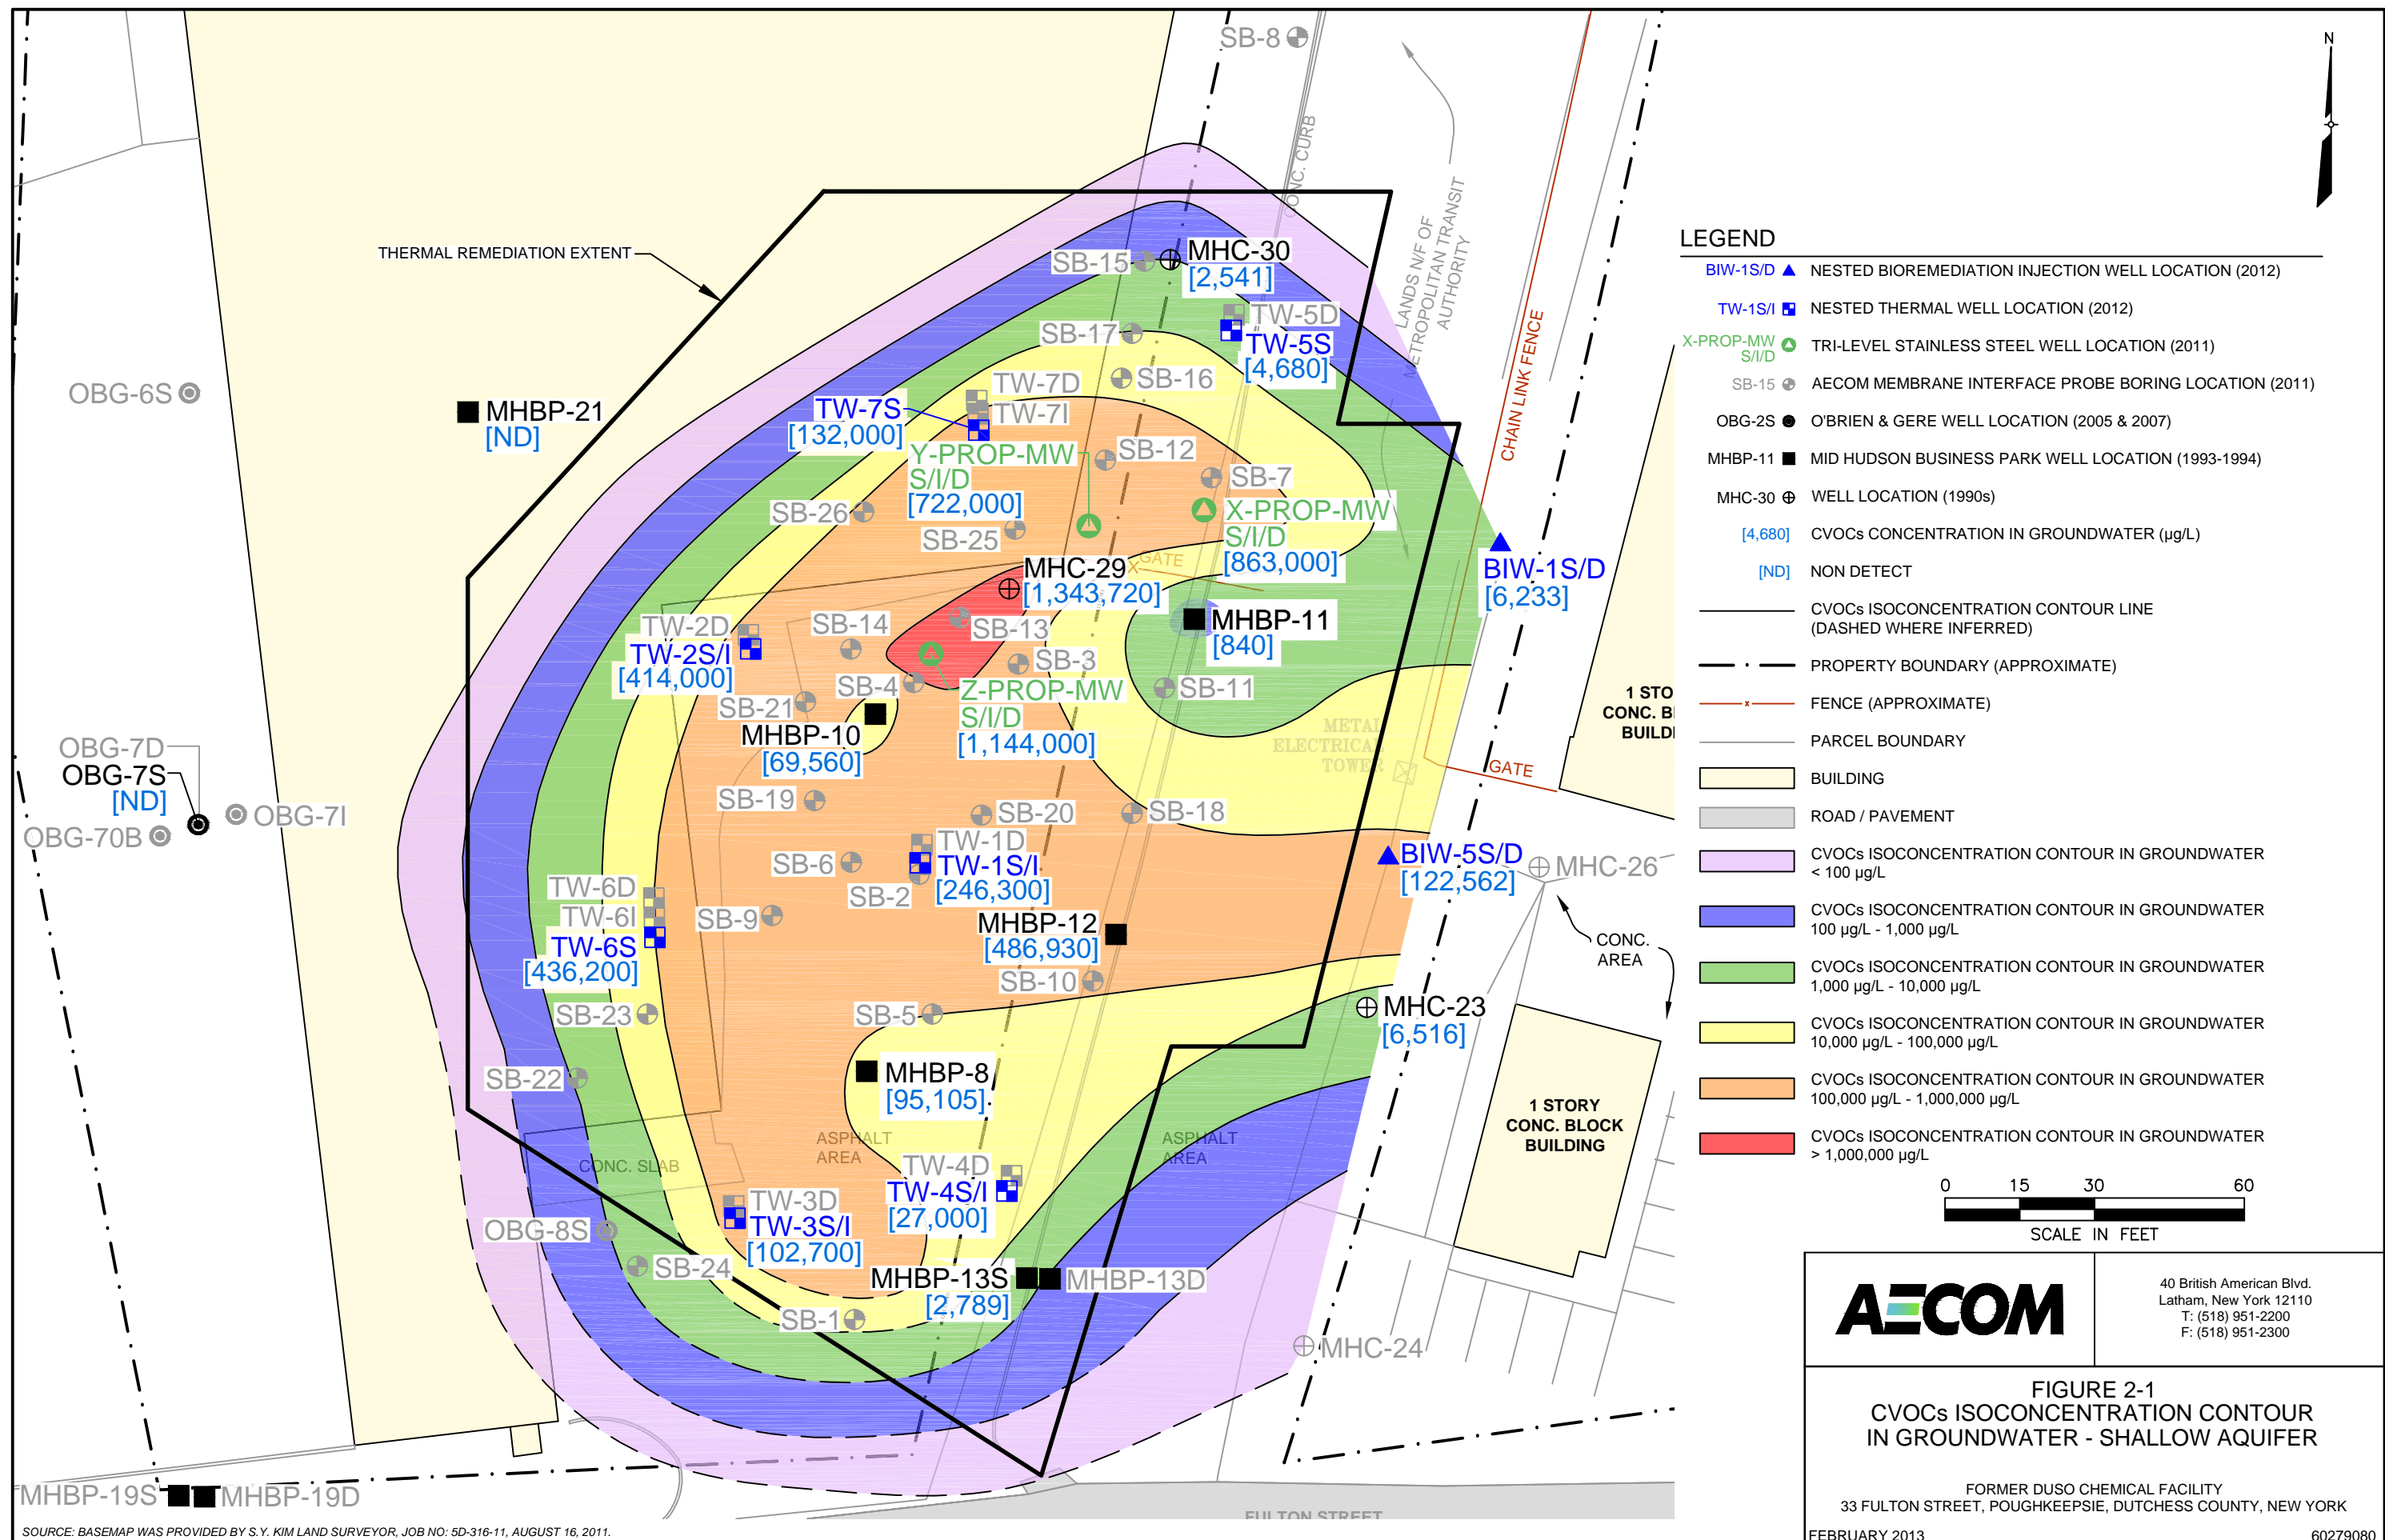 SB-8
N
CONC. CURB
LANDS N/F OF
METROPOLITAN TRANSIT
AUTHORITY
CHAIN LINK FENCE
THERMAL REMEDIATION EXTENT
SB-15
MHC-30
[2,541]
TW-5D
TW-5S
[4,680]
SB-17
SB-16
OBG-6S
MHBP-21
[ND]
TW-7D
TW-7I
TW-7S
[132,000]
Y-PROP-MW
S/I/D
[722,000]
SB-12
SB-7
SB-26
SB-25
X-PROP-MW
S/I/D
[863,000]
GATE
X
MHC-29
[1,343,720]
BIW-1S/D
[6,233]
SB-14
SB-13
MHBP-11
[840]
TW-2D
TW-2S/I
[414,000]
SB-3
SB-4
SB-11
SB-21
Z-PROP-MW
S/I/D
[1,144,000]
MHBP-10
[69,560]
METAL
ELECTRICAL
TOWER
GATE
1 STO
CONC. B
BUILD
OBG-7D
OBG-7S
[ND]
OBG-7I
OBG-70B
SB-19
SB-20
SB-18
TW-1D
TW-1S/I
[246,300]
SB-6
SB-2
BIW-5S/D
[122,562]
MHC-26
TW-6D
TW-6I
TW-6S
[436,200]
SB-9
MHBP-12
[486,930]
CONC.
AREA
SB-10
SB-23
SB-5
MHC-23
[6,516]
SB-22
MHBP-8
[95,105]
1 STORY
CONC. BLOCK
BUILDING
ASPHALT
AREA
ASPHALT
AREA
CONC. SLAB
TW-4D
TW-4S/I
[27,000]
TW-3D
TW-3S/I
[102,700]
OBG-8S
SB-24
MHBP-13S
[2,789]
MHBP-13D
SB-1
MHC-24
MHBP-19S
MHBP-19D
FULTON STREET
SOURCE: BASEMAP WAS PROVIDED BY S.Y. KIM LAND SURVEYOR, JOB NO: 5D-316-11, AUGUST 16, 2011.
LEGEND
BIW-1S/D NESTED BIOREMEDIATION INJECTION WELL LOCATION (2012)
TW-1S/I NESTED THERMAL WELL LOCATION (2012)
X-PROP-MW
S/I/D TRI-LEVEL STAINLESS STEEL WELL LOCATION (2011)
SB-15 AECOM MEMBRANE INTERFACE PROBE BORING LOCATION (2011)
OBG-2S O'BRIEN & GERE WELL LOCATION (2005 & 2007)
MHBP-11 MID HUDSON BUSINESS PARK WELL LOCATION (1993-1994)
MHC-30 WELL LOCATION (1990s)
[4,680] CVOCs CONCENTRATION IN GROUNDWATER (µg/L)
[ND] NON DETECT
CVOCs ISOCONCENTRATION CONTOUR LINE
(DASHED WHERE INFERRED)
PROPERTY BOUNDARY (APPROXIMATE)
x FENCE (APPROXIMATE)
PARCEL BOUNDARY
BUILDING
ROAD / PAVEMENT
CVOCs ISOCONCENTRATION CONTOUR IN GROUNDWATER
< 100 µg/L
CVOCs ISOCONCENTRATION CONTOUR IN GROUNDWATER
100 µg/L - 1,000 µg/L
CVOCs ISOCONCENTRATION CONTOUR IN GROUNDWATER
1,000 µg/L - 10,000 µg/L
CVOCs ISOCONCENTRATION CONTOUR IN GROUNDWATER
10,000 µg/L - 100,000 µg/L
CVOCs ISOCONCENTRATION CONTOUR IN GROUNDWATER
100,000 µg/L - 1,000,000 µg/L
CVOCs ISOCONCENTRATION CONTOUR IN GROUNDWATER
> 1,000,000 µg/L
0 15 30 60
SCALE IN FEET
AECOM
40 British American Blvd.
Latham, New York 12110
T: (518) 951-2200
F: (518) 951-2300
FIGURE 2-1
CVOCs ISOCONCENTRATION CONTOUR
IN GROUNDWATER - SHALLOW AQUIFER
FORMER DUSO CHEMICAL FACILITY
33 FULTON STREET, POUGHKEEPSIE, DUTCHESS COUNTY, NEW YORK
FEBRUARY 2013 60279080